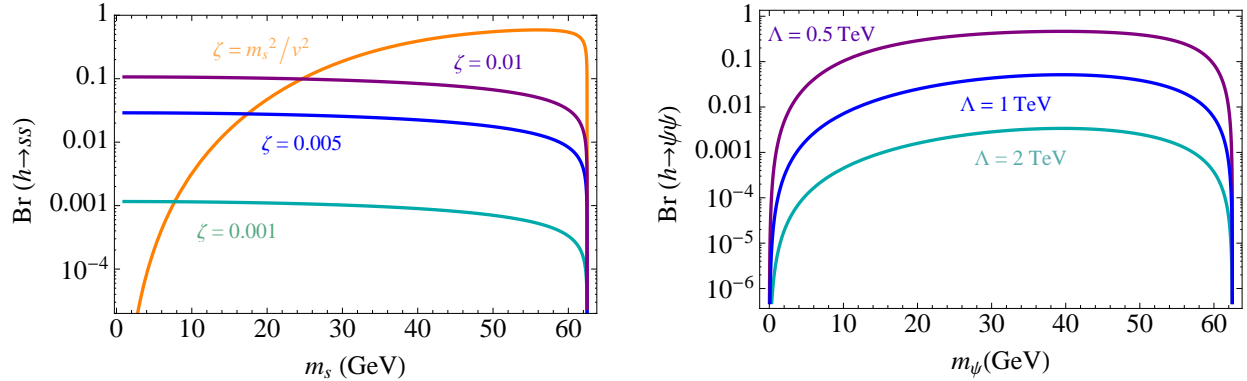 Br (h→ss)
1
0.1
0.01
0.001
10⁻⁴
ζ = mₛ²/v²
ζ = 0.01
ζ = 0.005
ζ = 0.001
0 10 20 30 40 50 60
mₛ (GeV)
Br (h→ψψ)
1
0.1
0.01
0.001
10⁻⁴
10⁻⁵
10⁻⁶
Λ = 0.5 TeV
Λ = 1 TeV
Λ = 2 TeV
0 10 20 30 40 50 60
m_ψ(GeV)